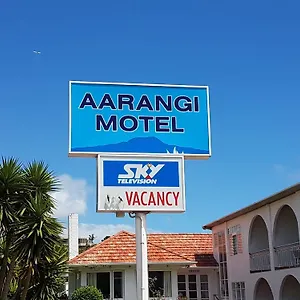 AARANGI
MOTEL
SKY
TELEVISION
VACANCY